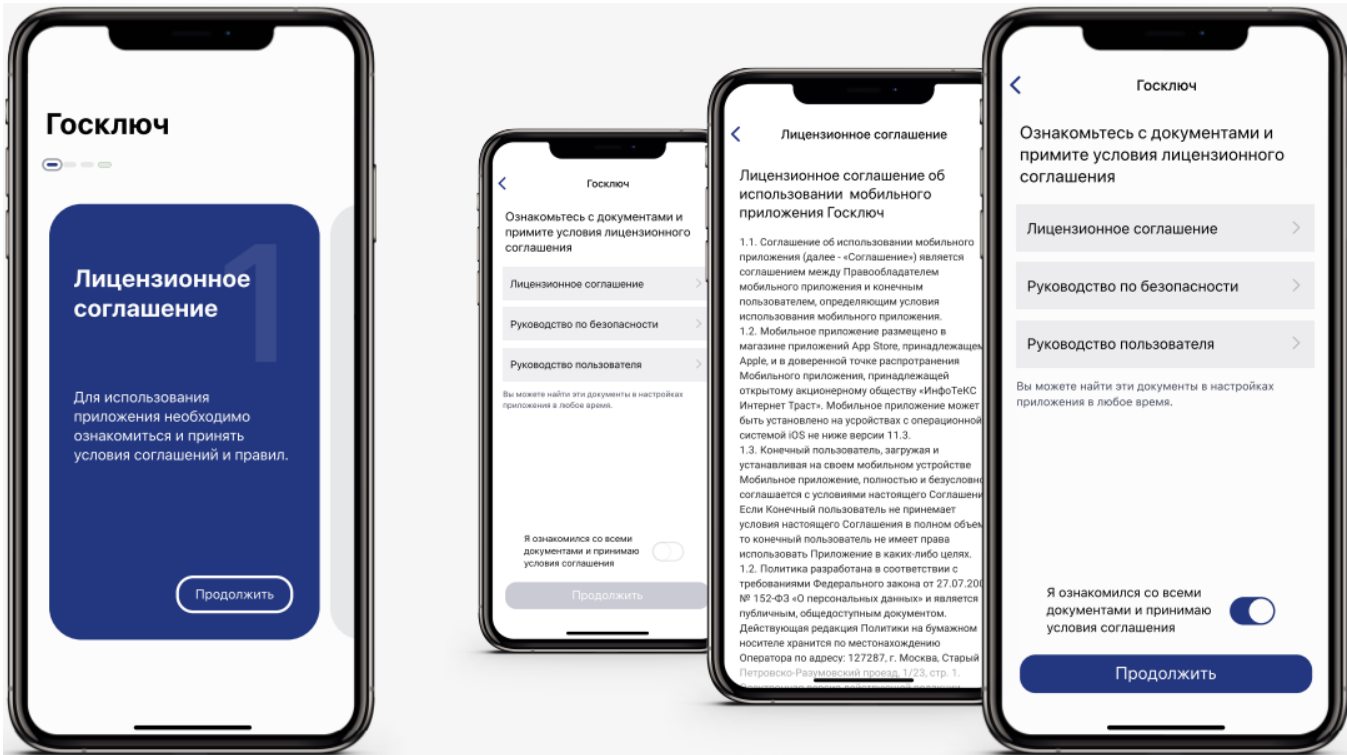 Госключ
1
Лицензионное
соглашение
Для использования
приложения необходимо
ознакомиться и принять
условия соглашений и правил.
Продолжить
Госключ
Ознакомьтесь с документами и
примите условия лицензионного
соглашения
Лицензионное соглашение
Руководство по безопасности
Руководство пользователя
Вы можете найти эти документы в настройках
приложения в любое время.
Я ознакомился со всеми
документами и принимаю
условия соглашения
Продолжить
Лицензионное соглашение
Лицензионное соглашение об
использовании мобильного
приложения Госключ
1.1. Соглашение об использовании мобильного
приложения (далее - «Соглашение») является
соглашением между Правообладателем
мобильного приложения и конечным
пользователем, определяющим условия
использования мобильного приложения.
1.2. Мобильное приложение размещено в
магазине приложений App Store, принадлежащем
Apple, и в доверенной точке распротранения
Мобильного приложения, принадлежащей
открытому акционерному обществу «ИнфоТеКС
Интернет Траст». Мобильное приложение может
быть установлено на усройствах с операционной
системой iOS не ниже версии 11.3.
1.3. Конечный пользователь, загружая и
устанавливая на своем мобильном устройстве
Мобильное приложение, полностью и безусловно
соглашается с условиями настоящего Соглашени
Если Конечный пользователь не принемает
условия настоящего Соглашения в полном объем
то конечный пользователь не имеет права
использовать Приложение в каких-либо целях.
1.2. Политика разработана в соответствии с
требованиями Федерального закона от 27.07.200
№ 152-ФЗ «О персональных данных» и является
публичным, общедоступным документом.
Действующая редакция Политики на бумажном
носителе хранится по местонахождению
Оператора по адресу: 127287, г. Москва, Старый
Петровско-Разумовский проезд, 1/23, стр. 1.
Госключ
Ознакомьтесь с документами и
примите условия лицензионного
соглашения
Лицензионное соглашение
Руководство по безопасности
Руководство пользователя
Вы можете найти эти документы в настройках
приложения в любое время.
Я ознакомился со всеми
документами и принимаю
условия соглашения
Продолжить